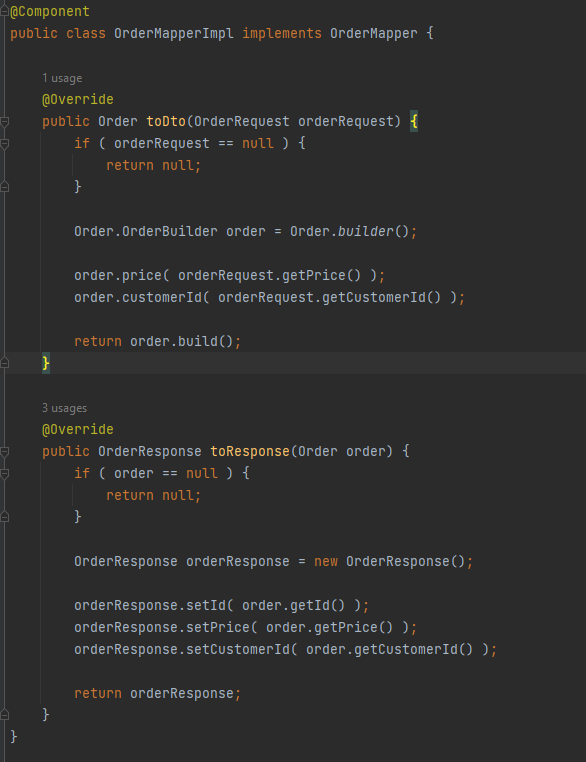 @Component
public class OrderMapperImpl implements OrderMapper {
1 usage
@Override
public Order toDto(OrderRequest orderRequest) {
if ( orderRequest == null ) {
return null;
}
Order.OrderBuilder order = Order.builder();
order.price( orderRequest.getPrice() );
order.customerId( orderRequest.getCustomerId() );
return order.build();
}
3 usages
@Override
public OrderResponse toResponse(Order order) {
if ( order == null ) {
return null;
}
OrderResponse orderResponse = new OrderResponse();
orderResponse.setId( order.getId() );
orderResponse.setPrice( order.getPrice() );
orderResponse.setCustomerId( order.getCustomerId() );
return orderResponse;
}
}